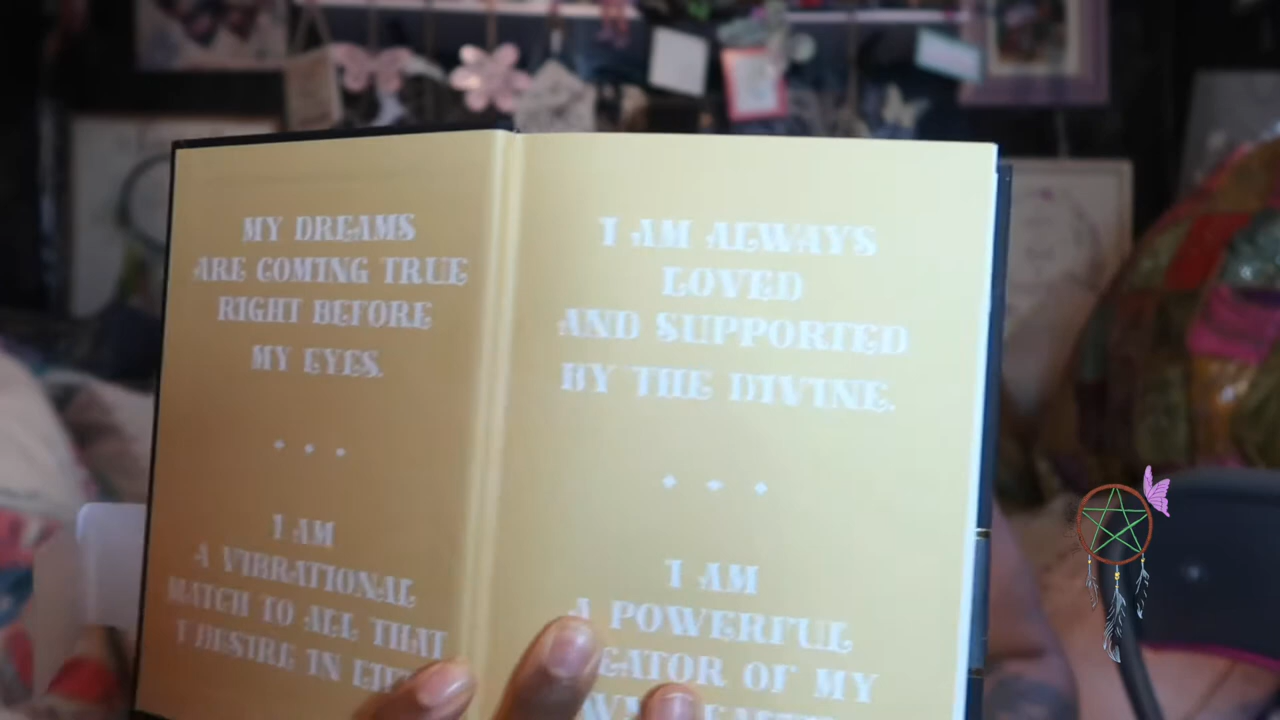 MY DREAMS
ARE COMING TRUE
RIGHT BEFORE
MY EYES.
I AM
A VIBRATIONAL
MATCH TO ALL THAT
I DESIRE IN
I AM ALWAYS
LOVED
AND SUPPORTED
BY THE DIVINE.
I AM
A POWERFUL
OF MY